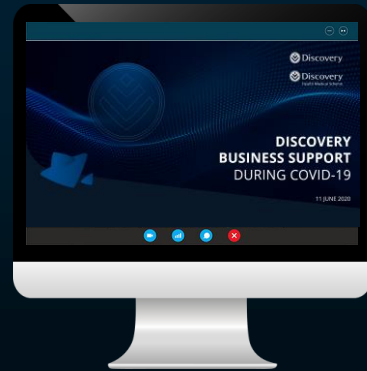 Discovery
Discovery
Health Medical Scheme
DISCOVERY
BUSINESS SUPPORT
DURING COVID-19
11 JUNE 2020